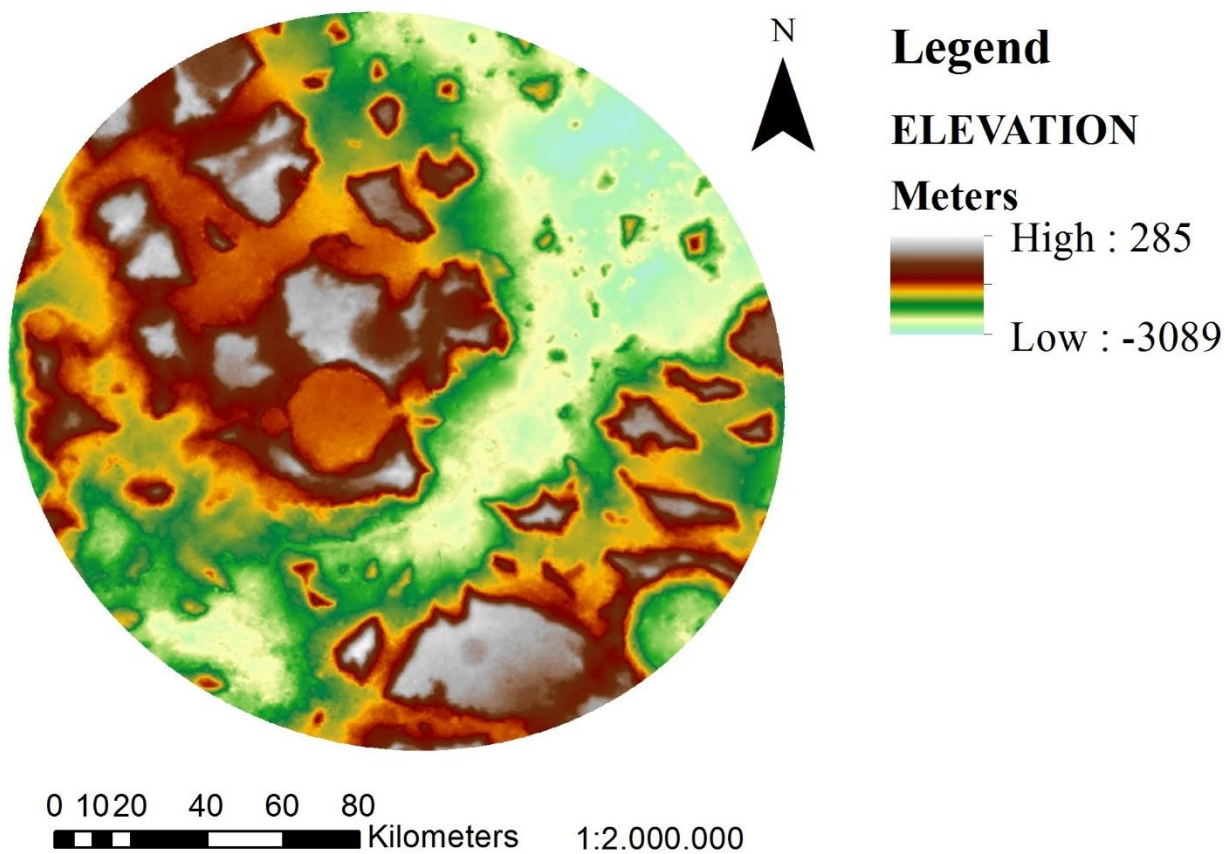 N
Legend
ELEVATION
Meters
High : 285
Low : -3089
0 10 20 40 60 80
Kilometers
1:2.000.000